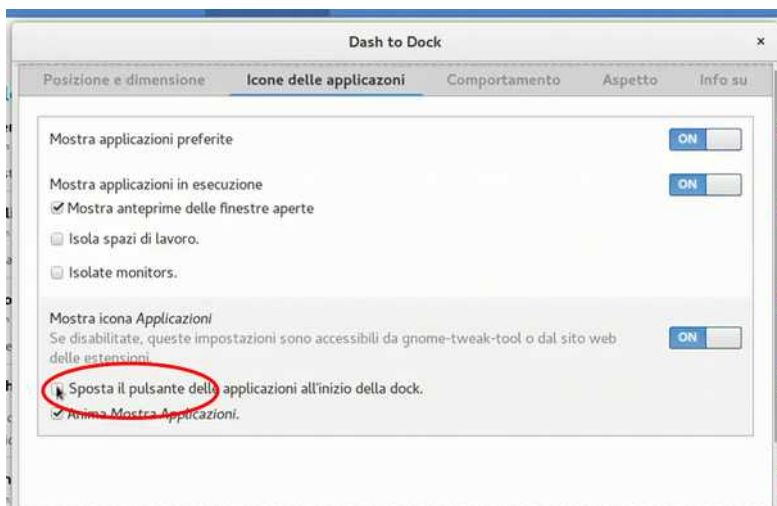 Dash to Dock
Posizione e dimensione Icone delle applicazoni Comportamento Aspetto Info su
Mostra applicazioni preferite ON
Mostra applicazioni in esecuzione ON
Mostra anteprime delle finestre aperte
Isola spazi di lavoro.
Isolate monitors.
Mostra icona Applicazioni
Se disabilitate, queste impostazioni sono accessibili da gnome-tweak-tool o dal sito web ON
delle estensioni.
Sposta il pulsante delle applicazioni all'inizio della dock.
Anima Mostra Applicazioni.